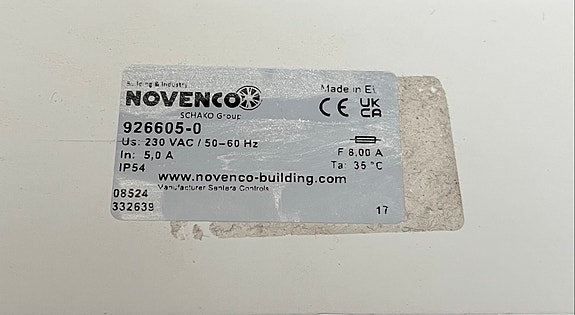 Building & Industry
NOVENCO
SCHAKO Group
Made in EU
CE UK CA
926605-0
Us: 230 VAC / 50-60 Hz
In: 5,0 A
IP54
F 8.00 A
Ta: 35 °C
www.novenco-building.com
Manufacturer Sanlera Controls
08524
332639
17